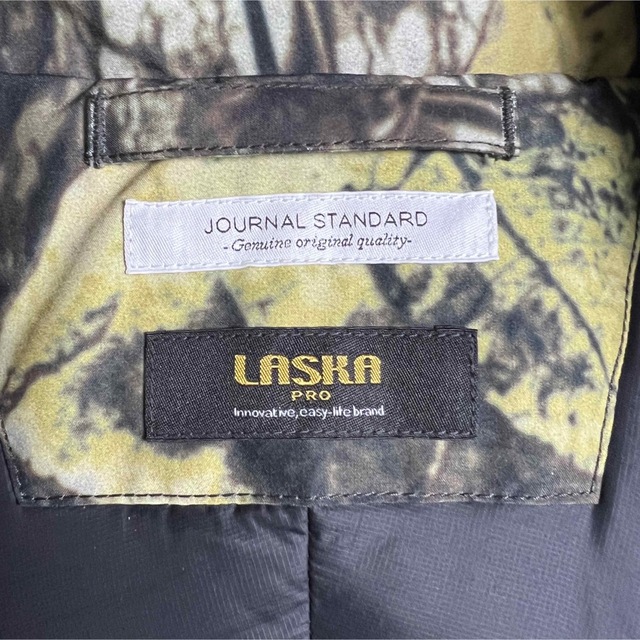 JOURNAL STANDARD
- Genuine original quality-
LASKA
PRO
Innovative, easy-life brand